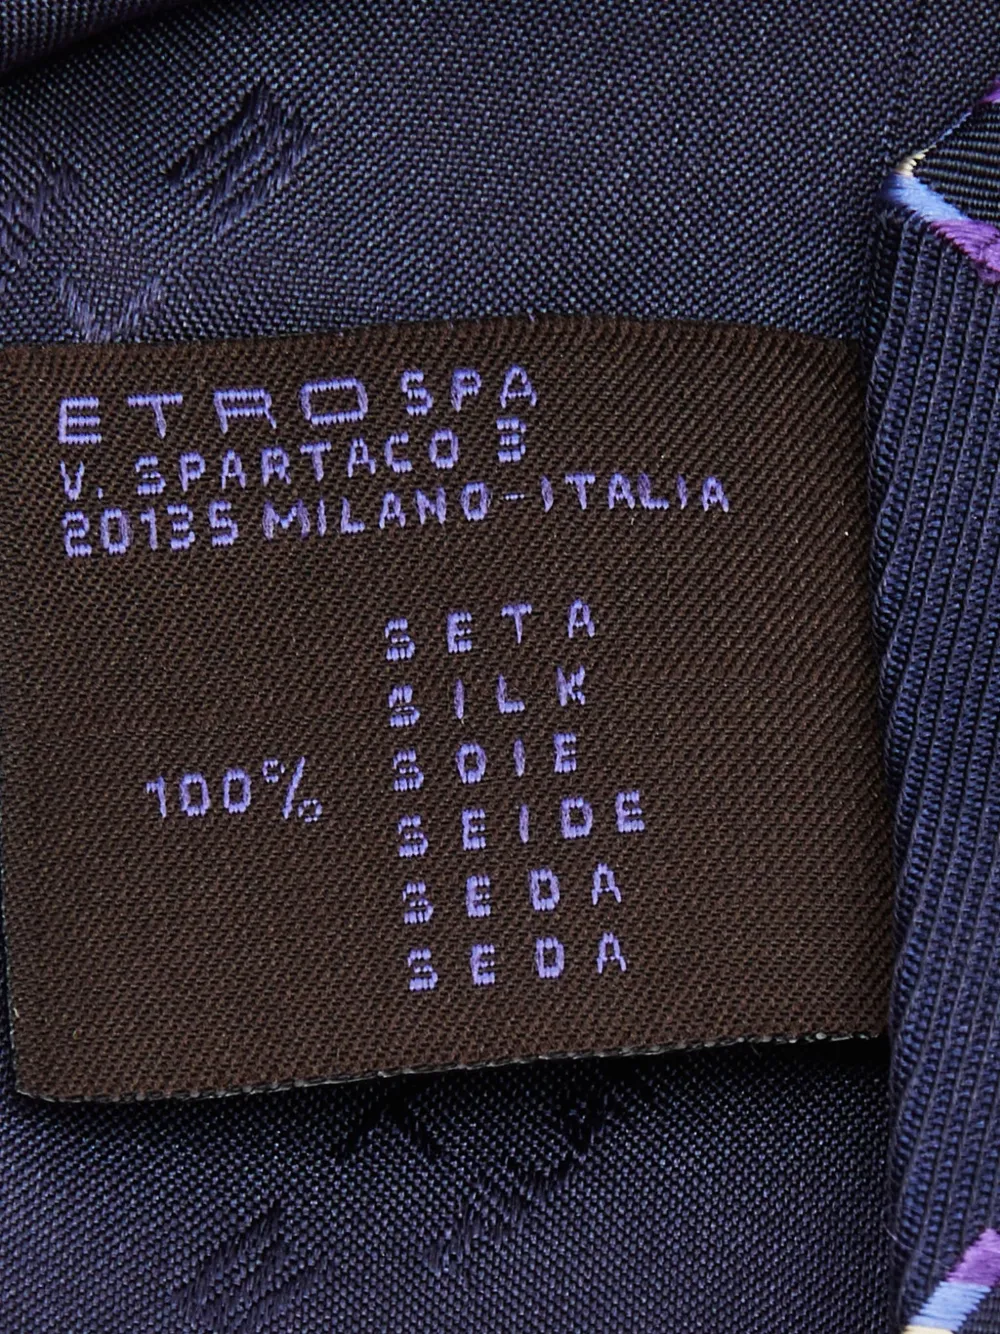 ETRO SPA
V. SPARTACO 3
20135 MILANO-ITALIA
SETA
SILK
SOIE
100%
SEIDE
SEDA
SEDA